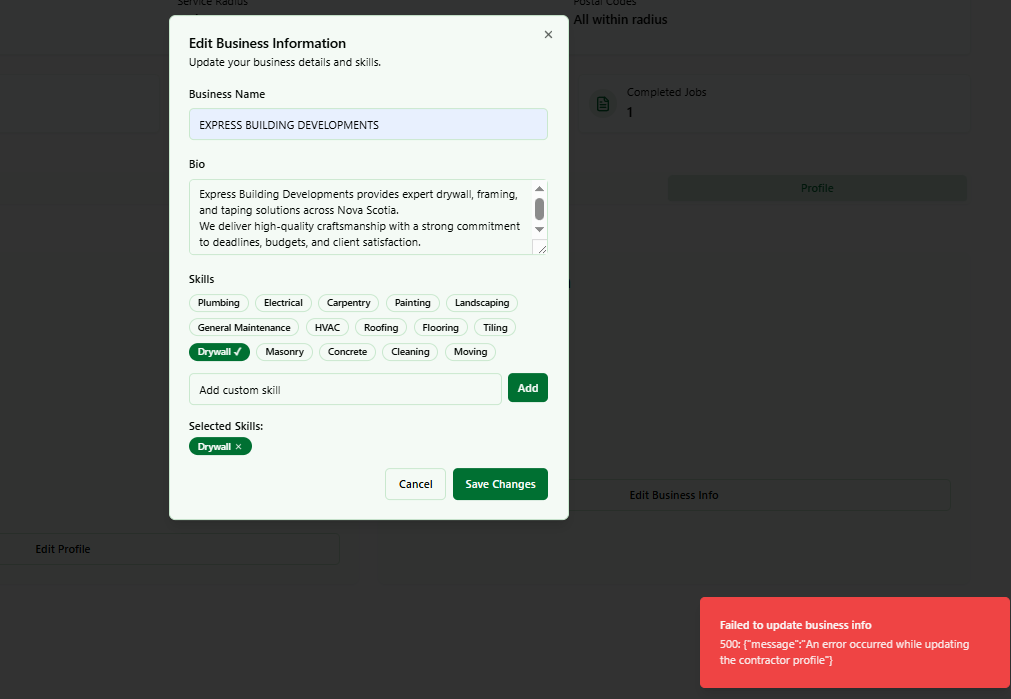 Service Radius
Postal Codes
All within radius
Edit Business Information
Update your business details and skills.
Completed Jobs
1
Business Name
EXPRESS BUILDING DEVELOPMENTS
Bio
Profile
Express Building Developments provides expert drywall, framing,
and taping solutions across Nova Scotia.
We deliver high-quality craftsmanship with a strong commitment
to deadlines, budgets, and client satisfaction.
Skills
Plumbing Electrical Carpentry Painting Landscaping
General Maintenance HVAC Roofing Flooring Tiling
Drywall ✓ Masonry Concrete Cleaning Moving
Add custom skill Add
Selected Skills:
Drywall ×
Cancel Save Changes
Edit Business Info
Edit Profile
Failed to update business info
500: {"message":"An error occurred while updating
the contractor profile"}